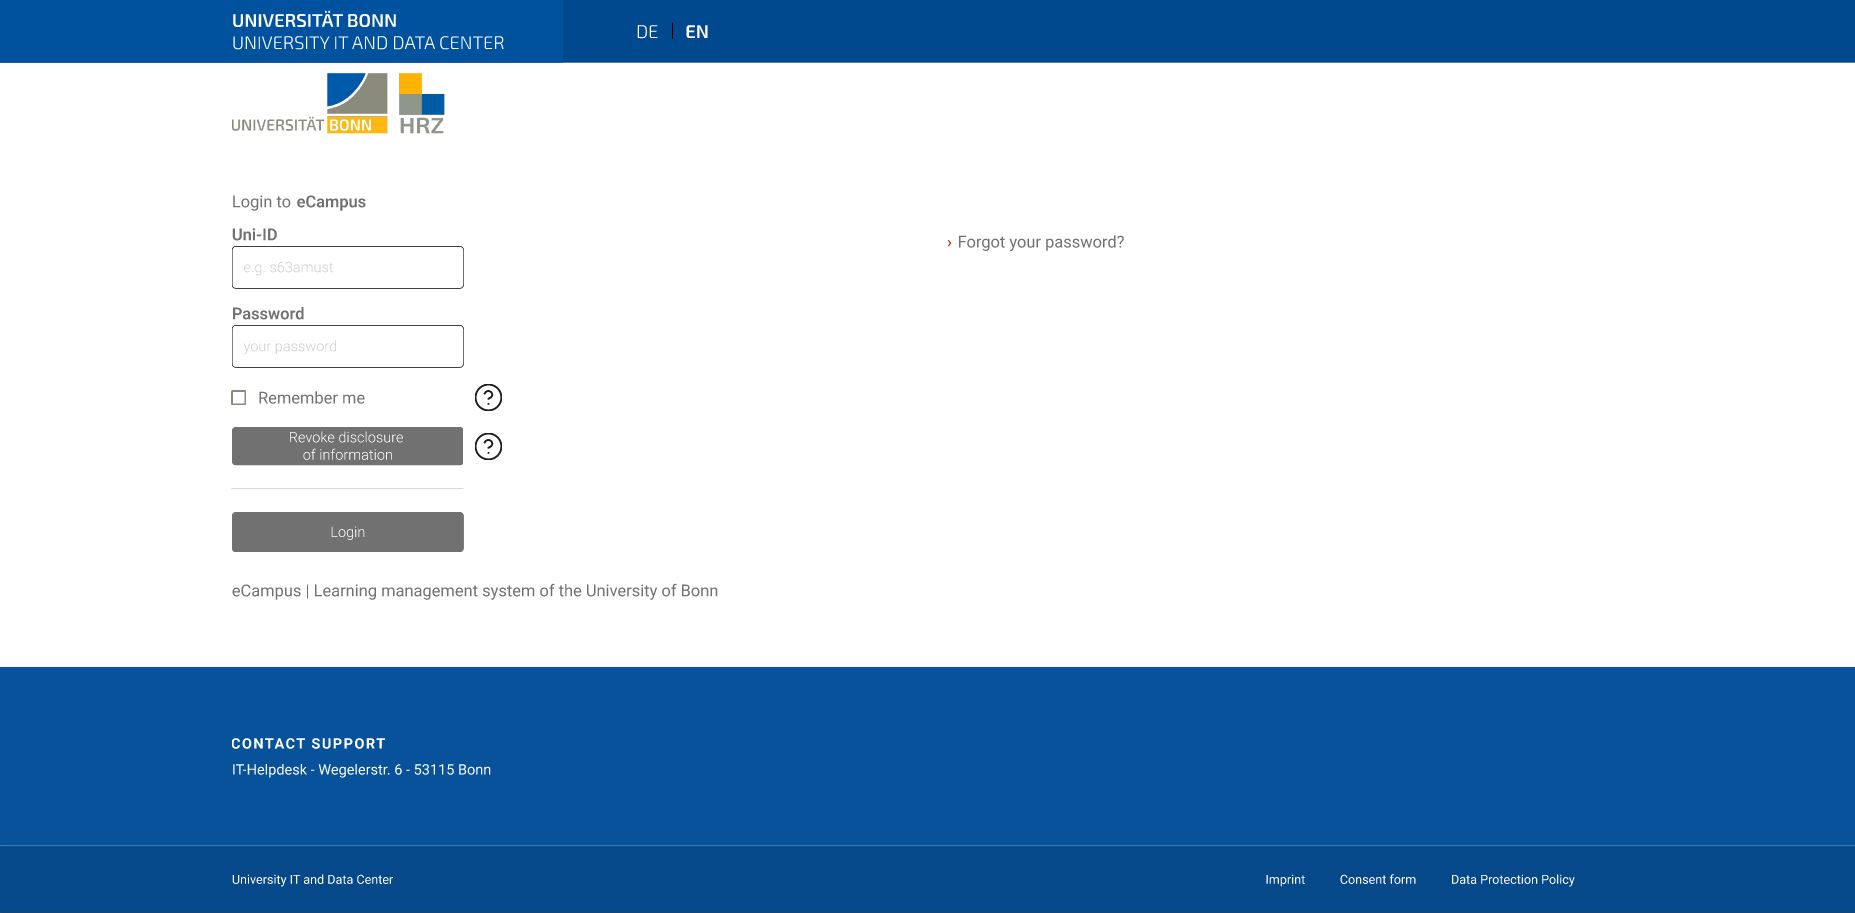 UNIVERSITÄT BONN
UNIVERSITY IT AND DATA CENTER
DE | EN
UNIVERSITÄT BONN
HRZ
Login to eCampus
Uni-ID
e.g. s63amust
› Forgot your password?
Password
your password
Remember me
?
Revoke disclosure
of information
?
Login
eCampus | Learning management system of the University of Bonn
CONTACT SUPPORT
IT-Helpdesk - Wegelerstr. 6 - 53115 Bonn
University IT and Data Center
Imprint
Consent form
Data Protection Policy